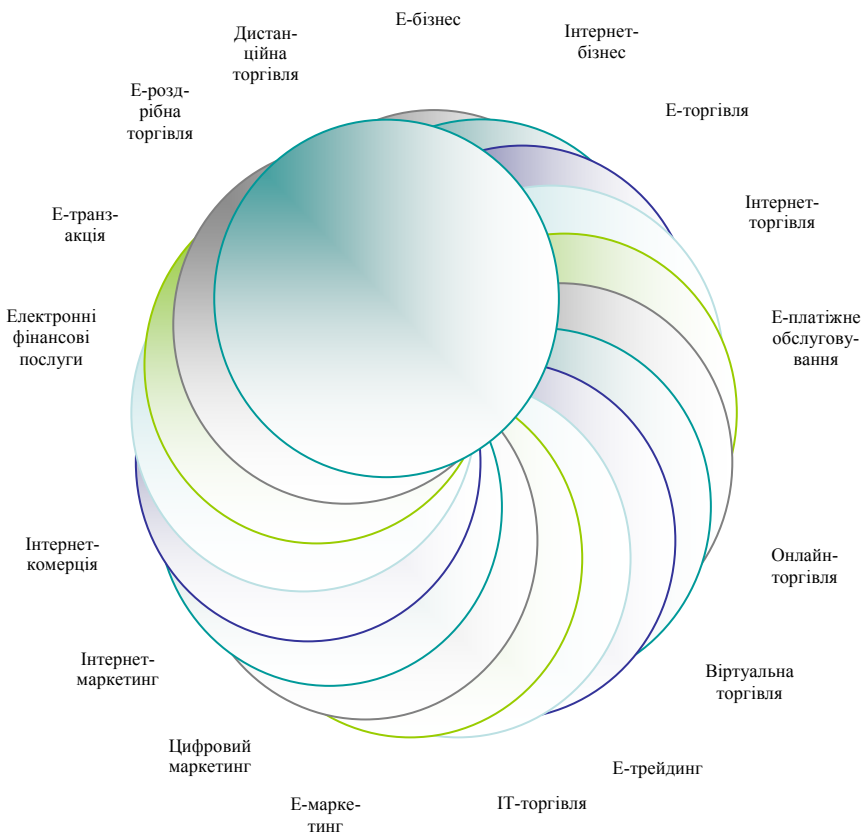 Е-бізнес
Інтернет-
бізнес
Е-торгівля
Інтернет-
торгівля
Е-платіжне
обслугову-
вання
Онлайн-
торгівля
Віртуальна
торгівля
Е-трейдинг
ІТ-торгівля
Е-марке-
тинг
Цифровий
маркетинг
Інтернет-
маркетинг
Інтернет-
комерція
Електронні
фінансові
послуги
Е-транз-
акція
Е-розд-
рібна
торгівля
Дистан-
ційна
торгівля